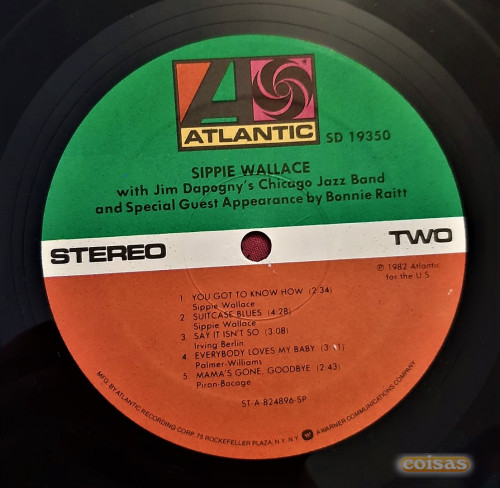 ATLANTIC
SD 19350
SIPPIE WALLACE
with Jim Dapogny's Chicago Jazz Band
and Special Guest Appearance by Bonnie Raitt
STEREO
TWO
℗ 1982 Atlantic
for the U.S.
1. YOU GOT TO KNOW HOW (2:34)
Sippie Wallace
2. SUITCASE BLUES (4:28)
Sippie Wallace
3. SAY IT ISN'T SO (3:08)
Irving Berlin
4. EVERYBODY LOVES MY BABY
Palmer-Williams
5. MAMA'S GONE, GOODBYE (2:43)
Piron-Bocage
ST-A-824896-SP
MFG. BY ATLANTIC RECORDING CORP. 75 ROCKEFELLER PLAZA, N.Y. N.Y. A WARNER COMMUNICATIONS COMPANY
coisas